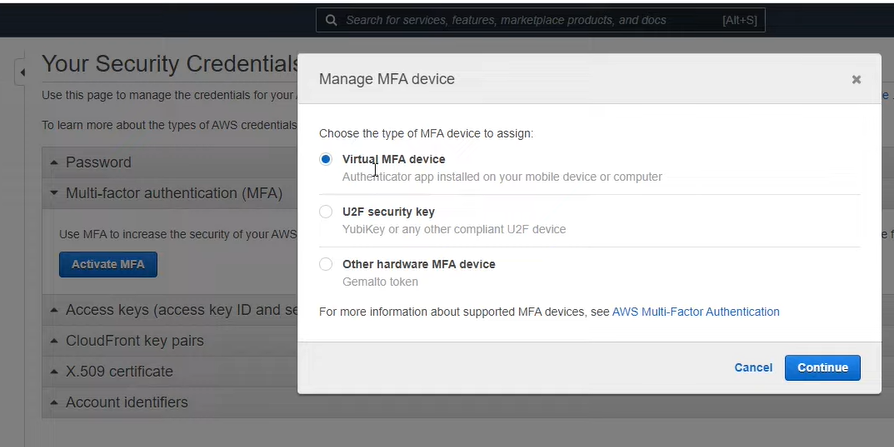 Search for services, features, marketplace products, and docs [Alt+S]
Your Security Credentials
Use this page to manage the credentials for your
To learn more about the types of AWS credentials
Password
Multi-factor authentication (MFA)
Use MFA to increase the security of your AWS
Activate MFA
Access keys (access key ID and se
CloudFront key pairs
X.509 certificate
Account identifiers
Manage MFA device
Choose the type of MFA device to assign:
Virtual MFA device
Authenticator app installed on your mobile device or computer
U2F security key
YubiKey or any other compliant U2F device
Other hardware MFA device
Gemalto token
For more information about supported MFA devices, see AWS Multi-Factor Authentication
Cancel Continue